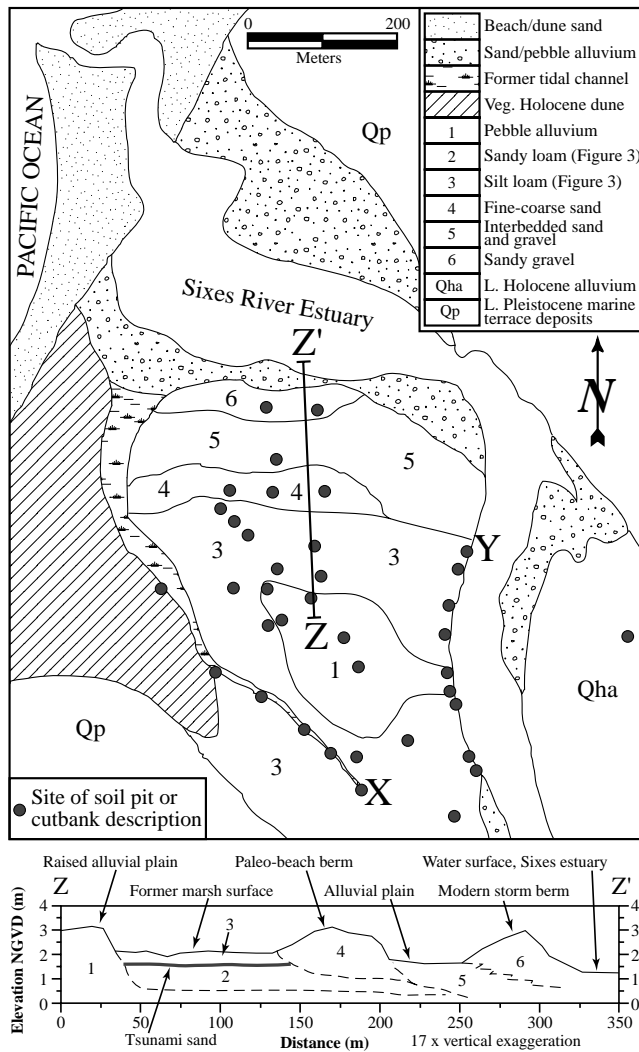 0 200
Meters
PACIFIC OCEAN
Qp
Sixes River Estuary
Beach/dune sand
Sand/pebble alluvium
Former tidal channel
Veg. Holocene dune
1 Pebble alluvium
2 Sandy loam (Figure 3)
3 Silt loam (Figure 3)
4 Fine-coarse sand
5 Interbedded sand
and gravel
6 Sandy gravel
Qha L. Holocene alluvium
Qp L. Pleistocene marine
terrace deposits
N
Z'
6
5
5
4
4
3
3
Y
Z
1
Qha
Qp
3
X
Site of soil pit or
cutbank description
Raised alluvial plain
Paleo-beach berm
Water surface, Sixes estuary
Z
Former marsh surface
Alluvial plain
Modern storm berm
Z'
Elevation NGVD (m)
4 4
3 3
2 2
1 1
0 0
1
3
2
4
5
6
0 50 100 150 200 250 300 350
Tsunami sand
Distance (m)
17 x vertical exaggeration